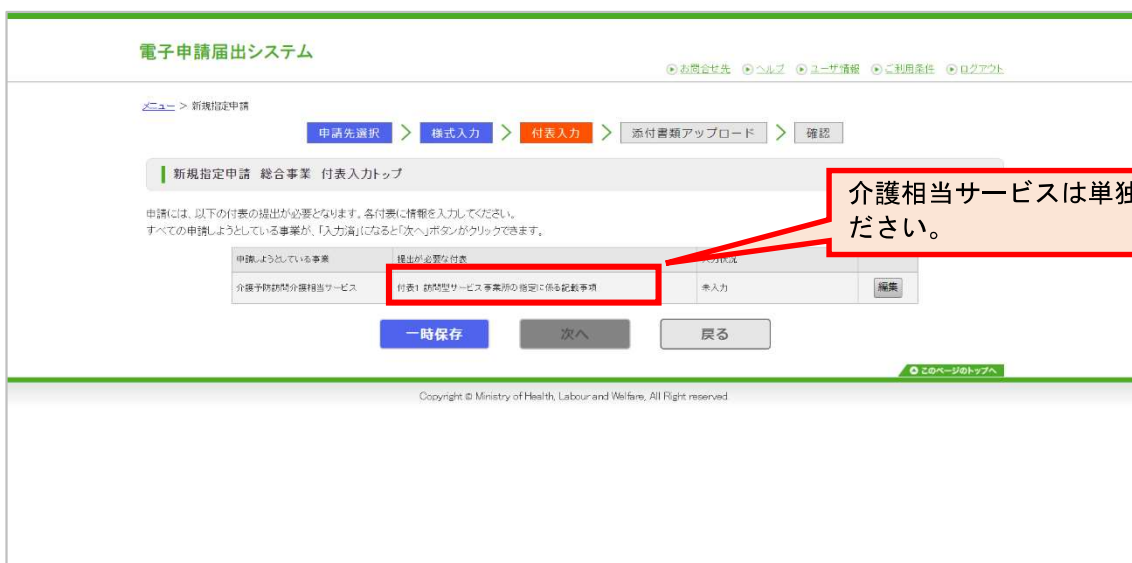 電子申請届出システム
お問合せ先 ヘルプ ユーザ情報 ご利用条件 ログアウト
メニュー > 新規指定申請
申請先選択 > 様式入力 > 付表入力 > 添付書類アップロード > 確認
新規指定申請 総合事業 付表入力トップ
介護相当サービスは単独
ださい。
申請には、以下の付表の提出が必要となります。各付表に情報を入力してください。
すべての申請しようとしている事業が、「入力済」になると「次へ」ボタンがクリックできます。
申請しようとしている事業 提出が必要な付表
介護予防訪問介護相当サービス 付表1 訪問型サービス事業所の指定に係る記載事項 未入力 編集
一時保存 次へ 戻る
このページのトップへ
Copyright © Ministry of Health, Labour and Welfare, All Right reserved.